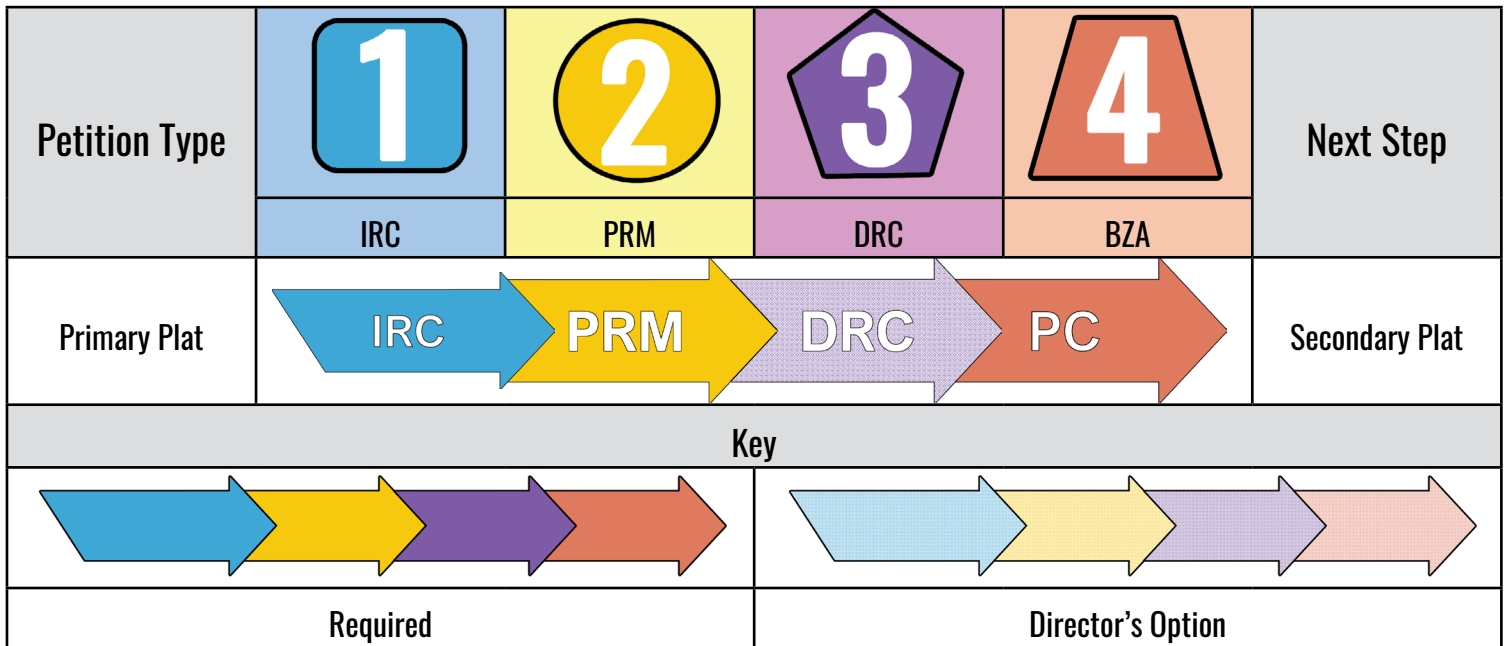 Petition Type
1
2
3
4
Next Step
IRC
PRM
DRC
BZA
Primary Plat
IRC
PRM
DRC
PC
Secondary Plat
Key
Required
Director's Option